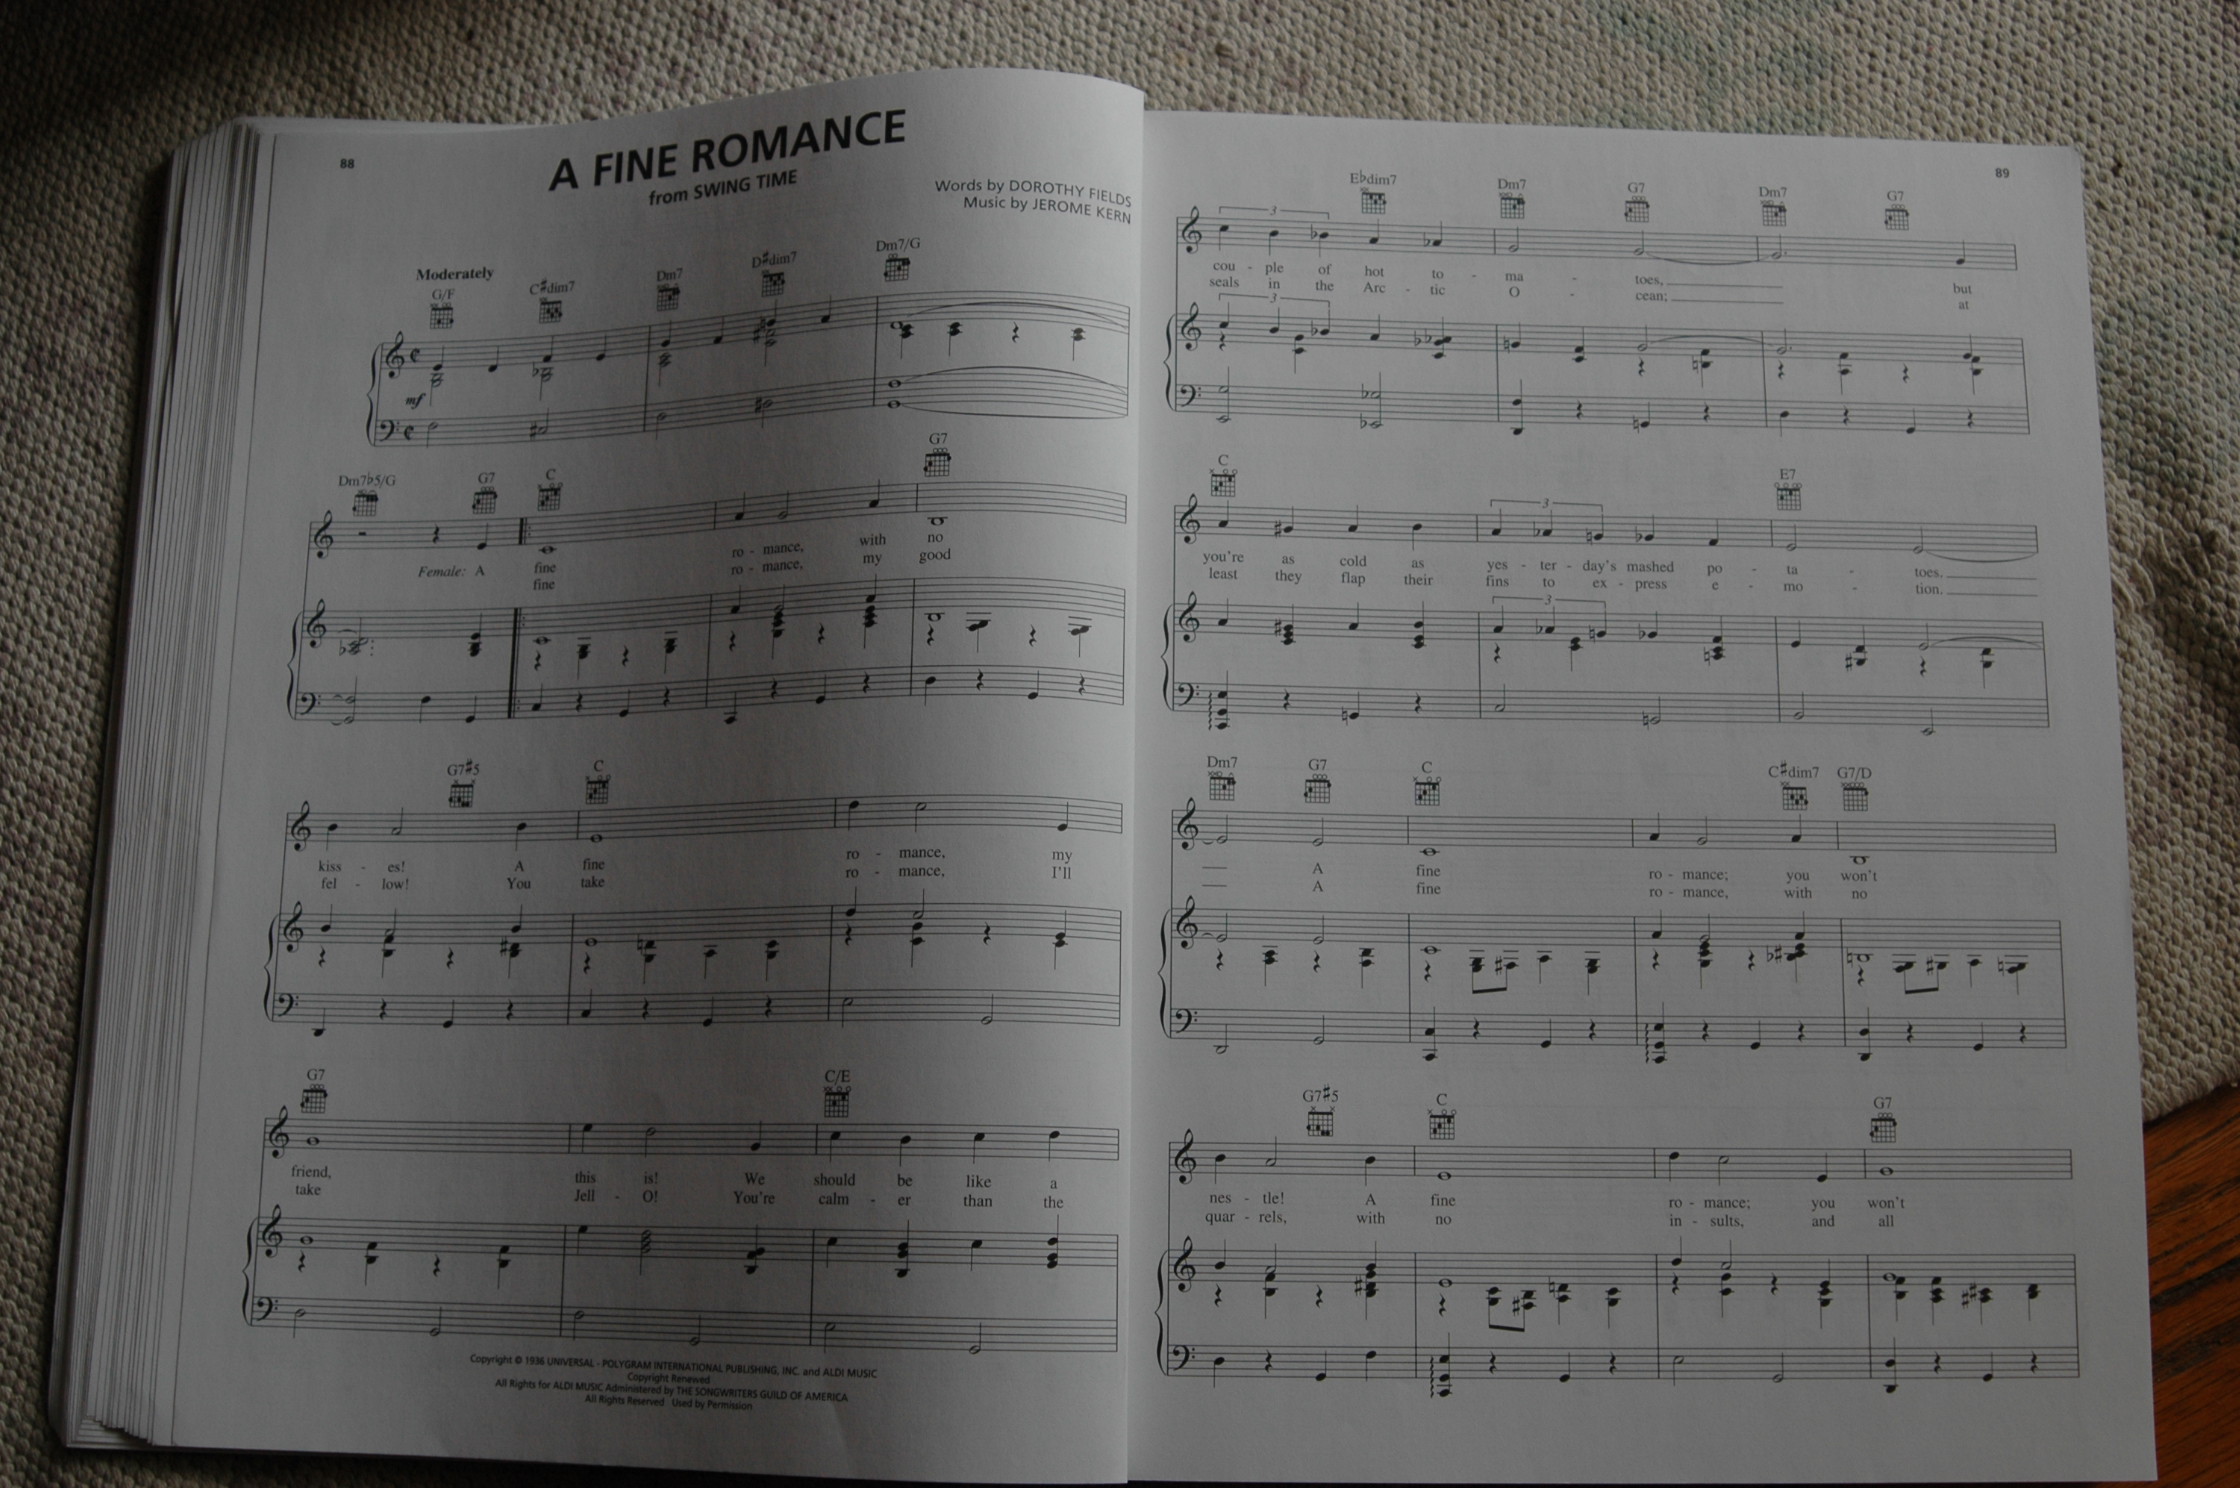 88
A FINE ROMANCE
from SWING TIME
Words by DOROTHY FIELDS
Music by JEROME KERN
Moderately
G/F C#dim7 Dm7 D#dim7 Dm7/G
mf
Dm7♭5/G G7 C G7
Female: A fine ro - mance, with no
fine ro - mance, my good
G7#5 C
kiss - es! A fine ro - mance, my
fel - low! You take ro - mance, I'll
G7 C/E
friend, this is! We should be like a
take Jell - O! You're calm - er than the
Copyright © 1936 UNIVERSAL - POLYGRAM INTERNATIONAL PUBLISHING, INC. and ALDI MUSIC
Copyright Renewed
All Rights for ALDI MUSIC Administered by THE SONGWRITERS GUILD OF AMERICA
All Rights Reserved Used by Permission
89
E♭dim7 Dm7 G7 Dm7 G7
3
cou - ple of hot to - ma - toes, but
seals in the Arc - tic O - cean; at
3
C E7
3
you're as cold as yes - ter - day's mashed po - ta - toes.
least they flap their fins to ex - press e - mo - tion.
3
Dm7 G7 C C#dim7 G7/D
A fine ro - mance; you won't
A fine ro - mance, with no
G7#5 C G7
nes - tle! A fine ro - mance; you won't
quar - rels, with no in - sults, and all